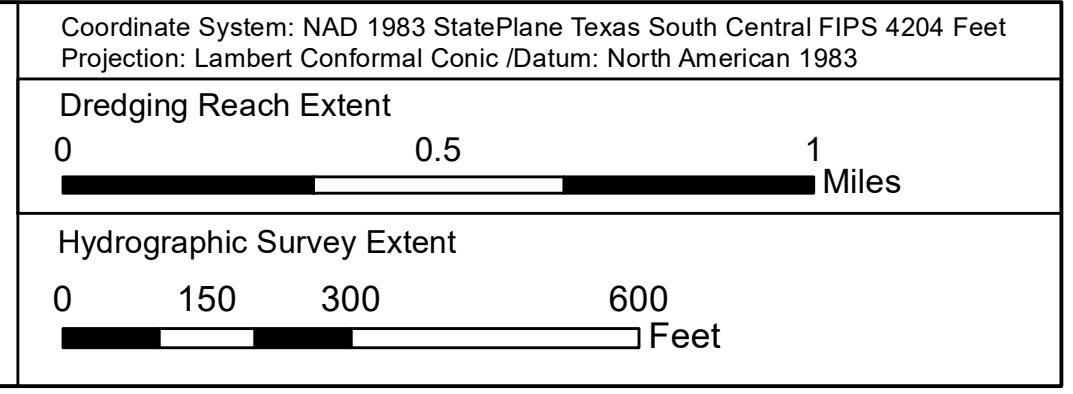 Coordinate System: NAD 1983 StatePlane Texas South Central FIPS 4204 Feet
Projection: Lambert Conformal Conic /Datum: North American 1983
Dredging Reach Extent
0 0.5 1
Miles
Hydrographic Survey Extent
0 150 300 600
Feet